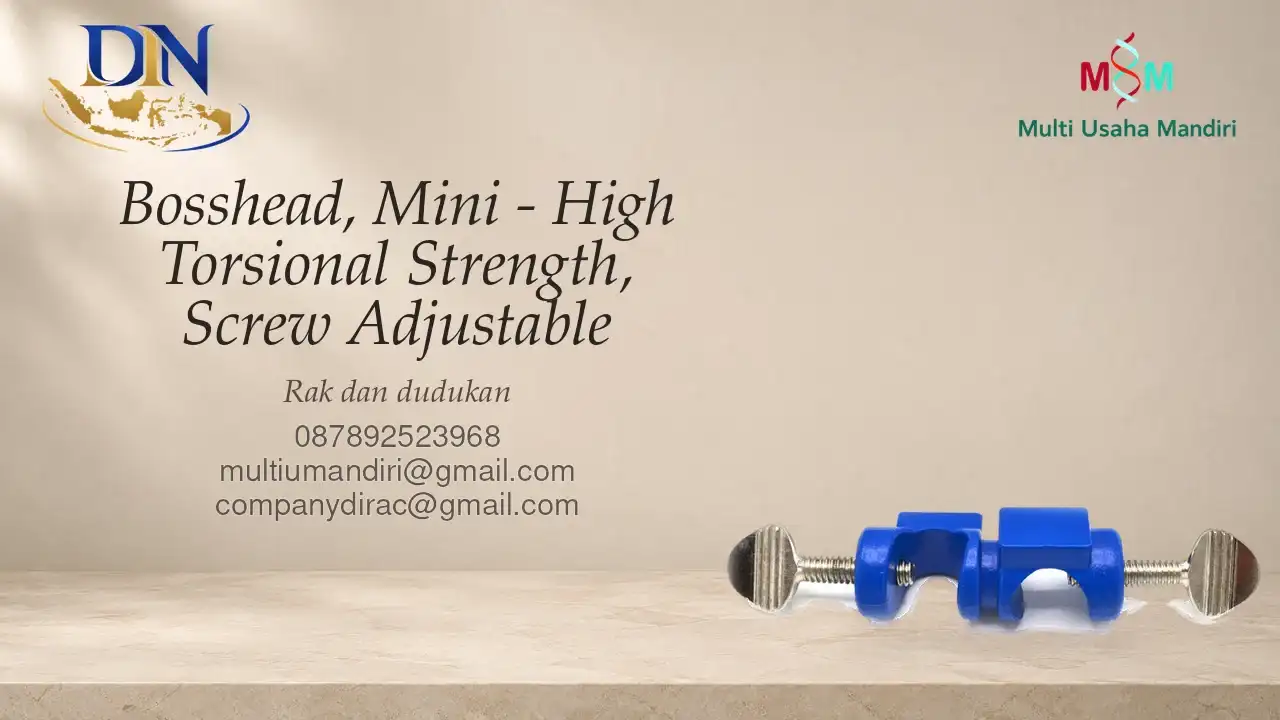 DN
M M
Multi Usaha Mandiri
Bosshead, Mini - High
Torsional Strength,
Screw Adjustable
Rak dan dudukan
087892523968
multiumandiri@gmail.com
companydirac@gmail.com